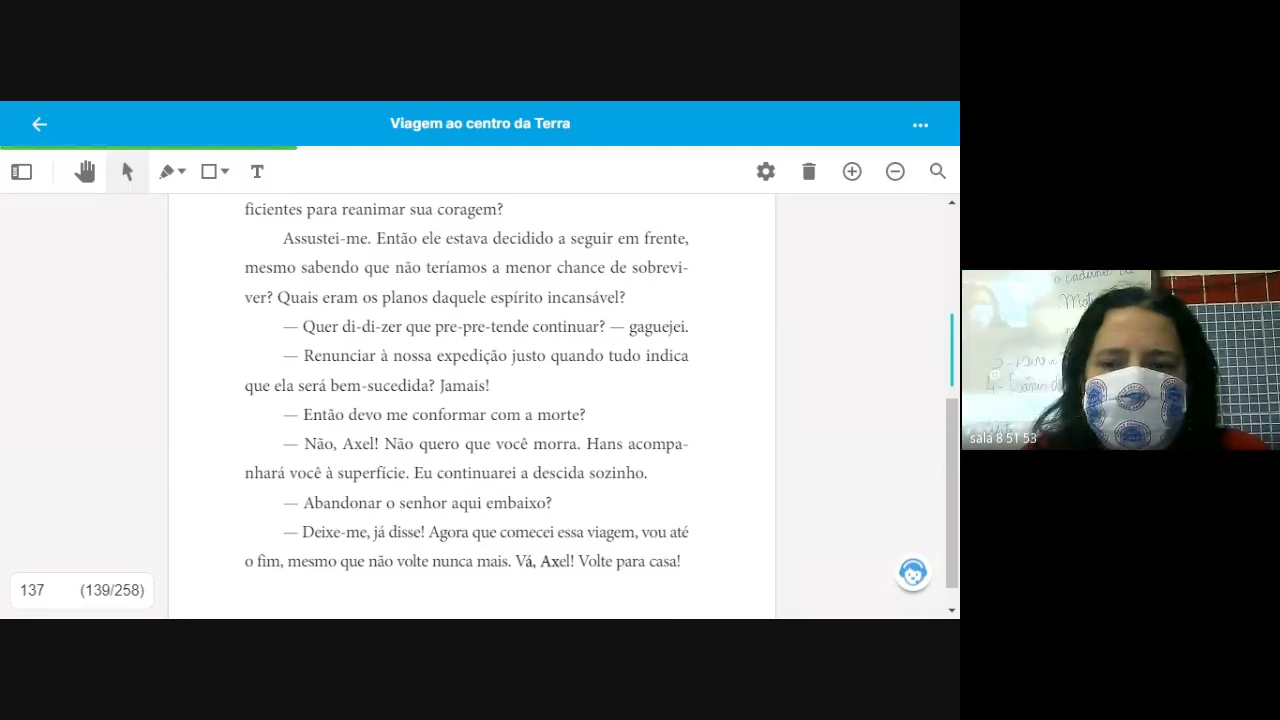 Viagem ao centro da Terra
T
ficientes para reanimar sua coragem?
Assustei-me. Então ele estava decidido a seguir em frente,
mesmo sabendo que não teríamos a menor chance de sobrevi-
ver? Quais eram os planos daquele espírito incansável?
— Quer di-di-zer que pre-pre-tende continuar? — gaguejei.
— Renunciar à nossa expedição justo quando tudo indica
que ela será bem-sucedida? Jamais!
— Então devo me conformar com a morte?
— Não, Axel! Não quero que você morra. Hans acompa-
nhará você à superfície. Eu continuarei a descida sozinho.
— Abandonar o senhor aqui embaixo?
— Deixe-me, já disse! Agora que comecei essa viagem, vou até
o fim, mesmo que não volte nunca mais. Vá, Axel! Volte para casa!
137 (139/258)
o caderno
sala 8 51 53